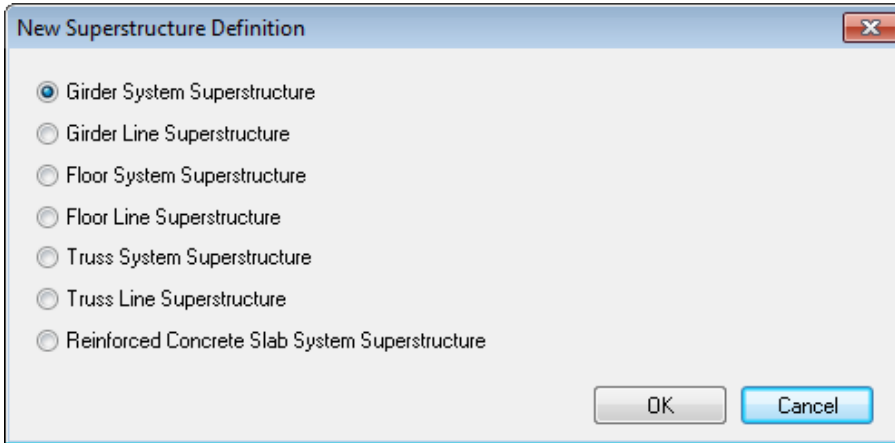 New Superstructure Definition
Girder System Superstructure
Girder Line Superstructure
Floor System Superstructure
Floor Line Superstructure
Truss System Superstructure
Truss Line Superstructure
Reinforced Concrete Slab System Superstructure
OK Cancel